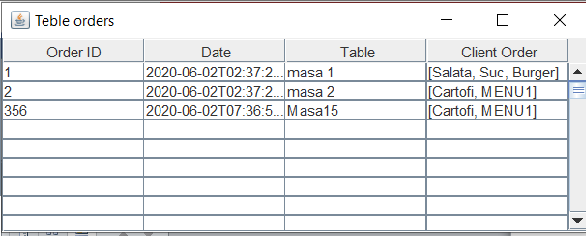 Teble orders
Order ID Date Table Client Order
1 2020-06-02T02:37:2... masa 1 [Salata, Suc, Burger]
2 2020-06-02T02:37:2... masa 2 [Cartofi, MENU1]
356 2020-06-02T07:36:5... Masa15 [Cartofi, MENU1]